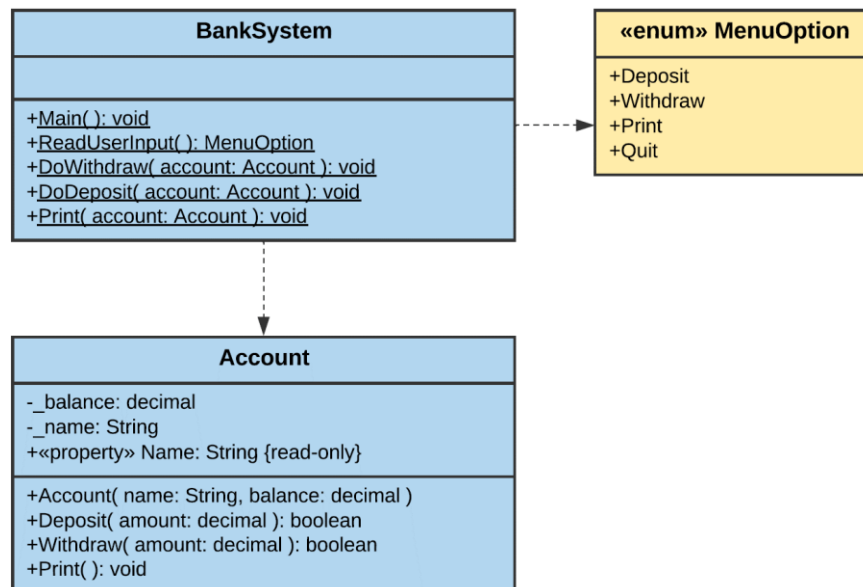 BankSystem
+Main( ): void
+ReadUserInput( ): MenuOption
+DoWithdraw( account: Account ): void
+DoDeposit( account: Account ): void
+Print( account: Account ): void
«enum» MenuOption
+Deposit
+Withdraw
+Print
+Quit
Account
-_balance: decimal
-_name: String
+«property» Name: String {read-only}
+Account( name: String, balance: decimal )
+Deposit( amount: decimal ): boolean
+Withdraw( amount: decimal ): boolean
+Print( ): void